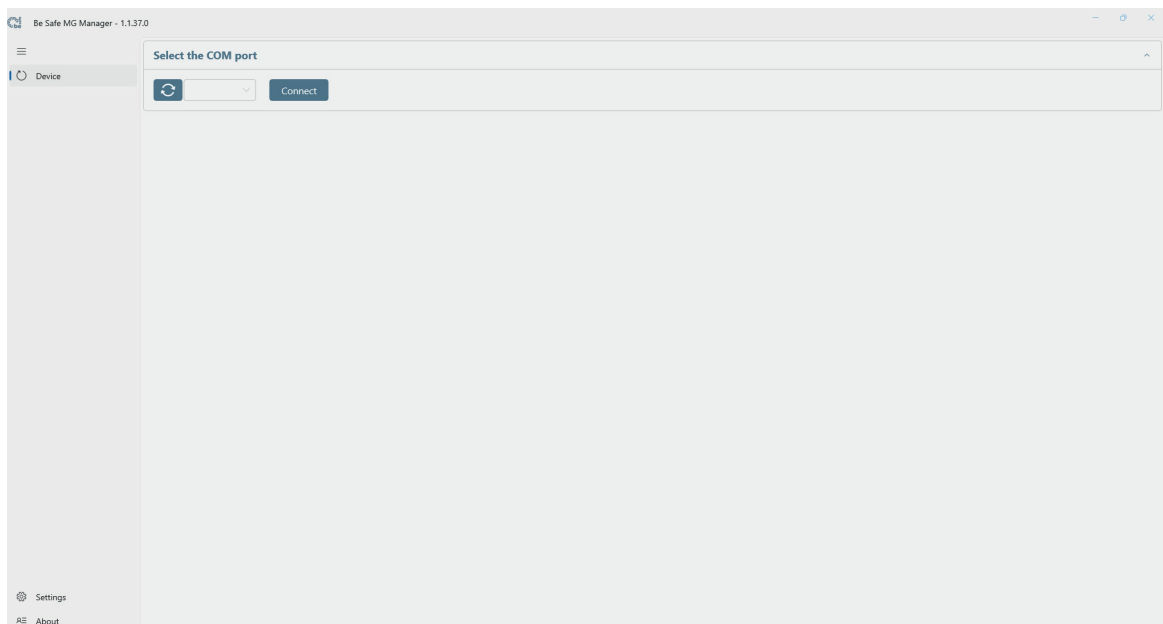 Be Safe MG Manager - 1.1.37.0
Select the COM port
Device
Connect
Settings
About